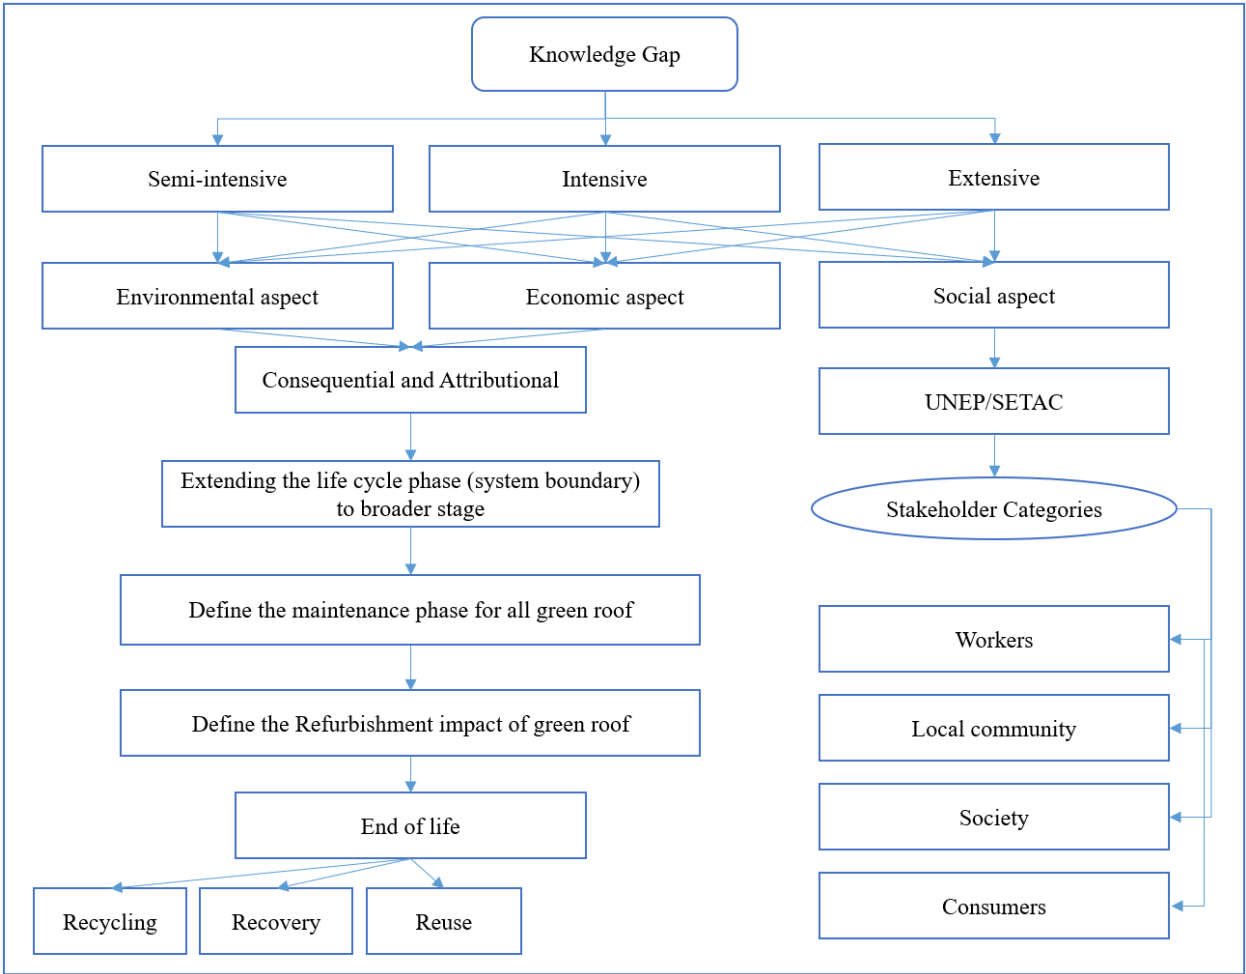 Knowledge Gap
Semi-intensive
Intensive
Extensive
Environmental aspect
Economic aspect
Social aspect
Consequential and Attributional
UNEP/SETAC
Extending the life cycle phase (system boundary)
to broader stage
Stakeholder Categories
Define the maintenance phase for all green roof
Workers
Define the Refurbishment impact of green roof
Local community
End of life
Society
Recycling
Recovery
Reuse
Consumers